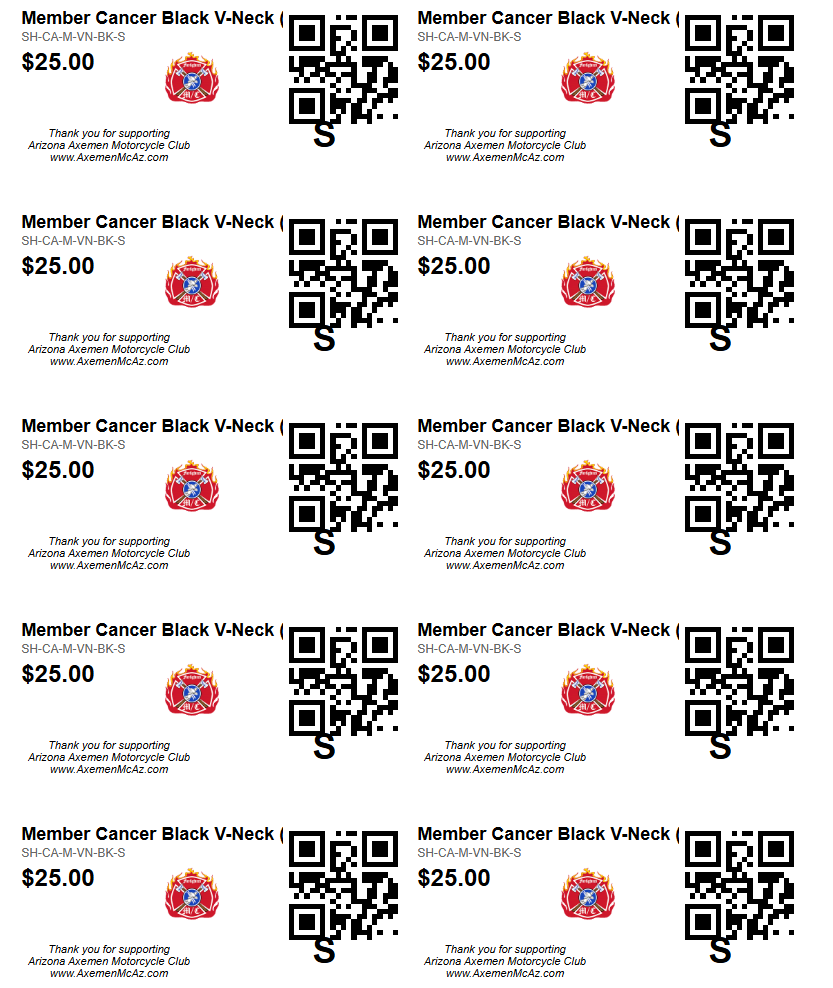 Member Cancer Black V-Neck (
SH-CA-M-VN-BK-S
$25.00
M/C
S
Thank you for supporting
Arizona Axemen Motorcycle Club
www.AxemenMcAz.com
Member Cancer Black V-Neck (
SH-CA-M-VN-BK-S
$25.00
M/C
S
Thank you for supporting
Arizona Axemen Motorcycle Club
www.AxemenMcAz.com
Member Cancer Black V-Neck (
SH-CA-M-VN-BK-S
$25.00
M/C
S
Thank you for supporting
Arizona Axemen Motorcycle Club
www.AxemenMcAz.com
Member Cancer Black V-Neck (
SH-CA-M-VN-BK-S
$25.00
M/C
S
Thank you for supporting
Arizona Axemen Motorcycle Club
www.AxemenMcAz.com
Member Cancer Black V-Neck (
SH-CA-M-VN-BK-S
$25.00
M/C
S
Thank you for supporting
Arizona Axemen Motorcycle Club
www.AxemenMcAz.com
Member Cancer Black V-Neck (
SH-CA-M-VN-BK-S
$25.00
M/C
S
Thank you for supporting
Arizona Axemen Motorcycle Club
www.AxemenMcAz.com
Member Cancer Black V-Neck (
SH-CA-M-VN-BK-S
$25.00
M/C
S
Thank you for supporting
Arizona Axemen Motorcycle Club
www.AxemenMcAz.com
Member Cancer Black V-Neck (
SH-CA-M-VN-BK-S
$25.00
M/C
S
Thank you for supporting
Arizona Axemen Motorcycle Club
www.AxemenMcAz.com
Member Cancer Black V-Neck (
SH-CA-M-VN-BK-S
$25.00
M/C
S
Thank you for supporting
Arizona Axemen Motorcycle Club
www.AxemenMcAz.com
Member Cancer Black V-Neck (
SH-CA-M-VN-BK-S
$25.00
M/C
S
Thank you for supporting
Arizona Axemen Motorcycle Club
www.AxemenMcAz.com